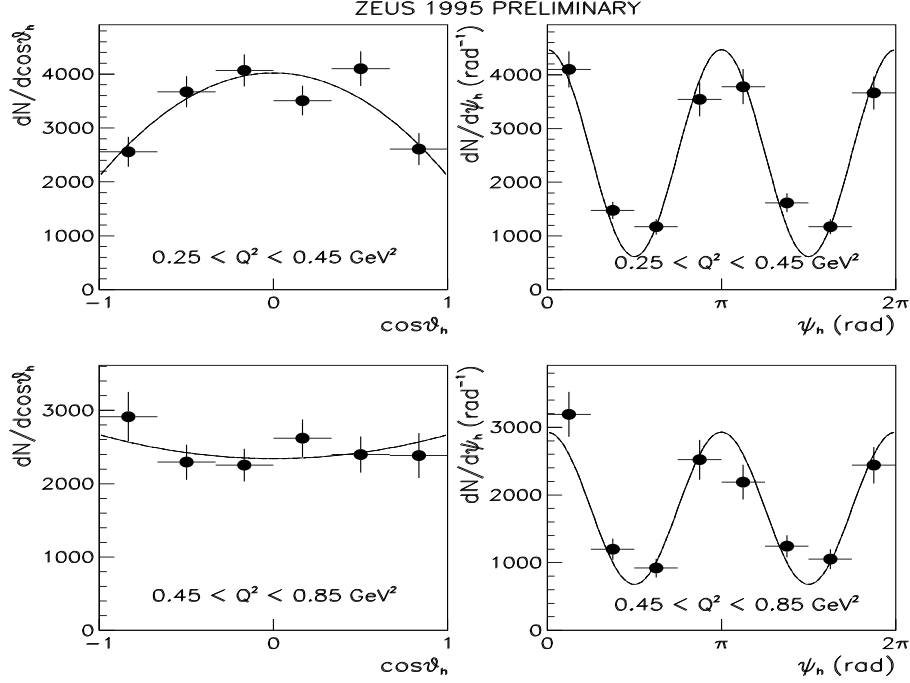 ZEUS 1995 PRELIMINARY
dN/dcosϑₕ
4000
3000
2000
1000
0
0.25 < Q² < 0.45 GeV²
−1
0
1
cosϑₕ
dN/dψₕ (rad⁻¹)
4000
3000
2000
1000
0
0.25 < Q² < 0.45 GeV²
0
π
2π
ψₕ (rad)
dN/dcosϑₕ
3000
2000
1000
0
0.45 < Q² < 0.85 GeV²
−1
0
1
cosϑₕ
dN/dψₕ (rad⁻¹)
3000
2000
1000
0
0.45 < Q² < 0.85 GeV²
0
π
2π
ψₕ (rad)